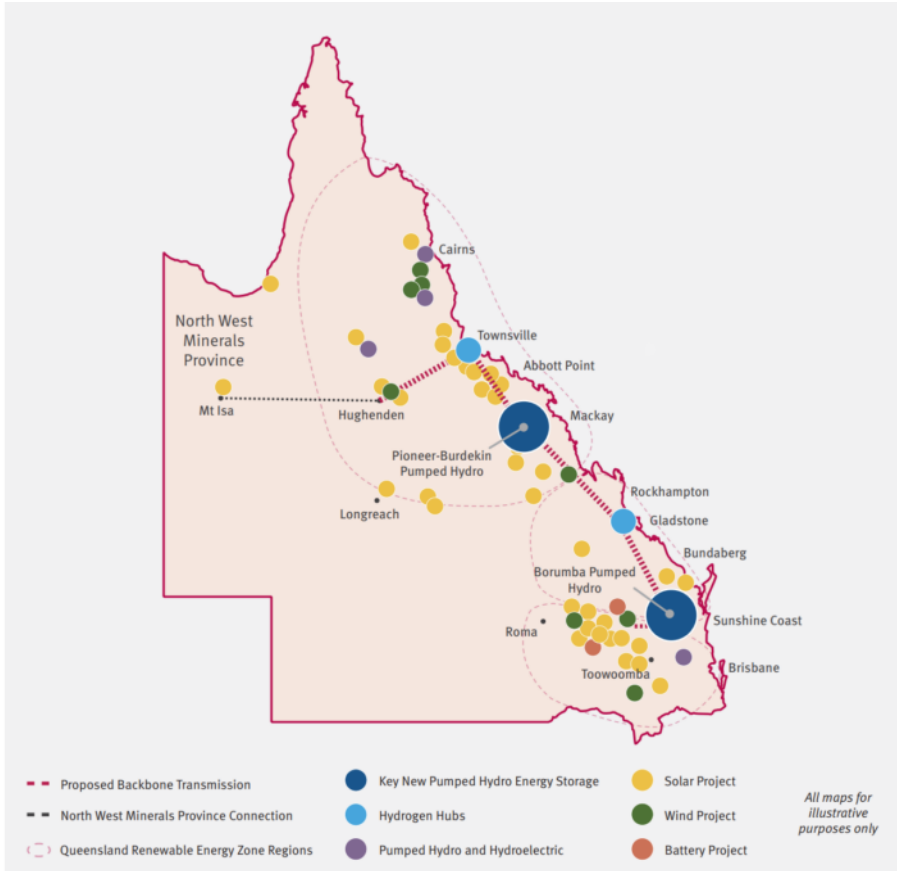 Cairns
North West
Minerals
Province
Townsville
Abbott Point
Mt Isa
Hughenden
Mackay
Pioneer-Burdekin
Pumped Hydro
Longreach
Rockhampton
Gladstone
Bundaberg
Borumba Pumped
Hydro
Roma
Sunshine Coast
Toowoomba
Brisbane
Proposed Backbone Transmission
North West Minerals Province Connection
Queensland Renewable Energy Zone Regions
Key New Pumped Hydro Energy Storage
Hydrogen Hubs
Pumped Hydro and Hydroelectric
Solar Project
Wind Project
Battery Project
All maps for
illustrative
purposes only